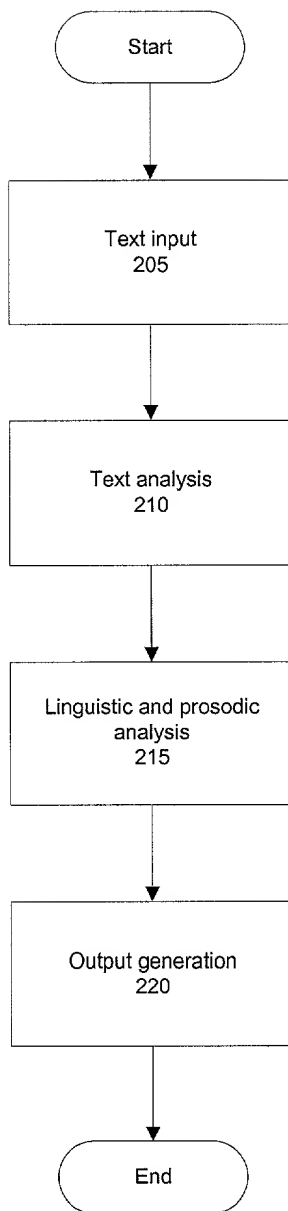 Start
Text input
205
Text analysis
210
Linguistic and prosodic
analysis
215
Output generation
220
End